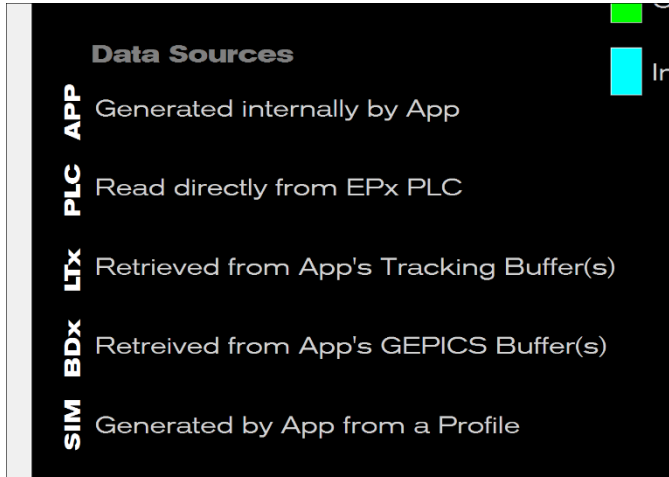 Data Sources
APP Generated internally by App
PLC Read directly from EPx PLC
LTx Retrieved from App's Tracking Buffer(s)
BDx Retreived from App's GEPICS Buffer(s)
SIM Generated by App from a Profile